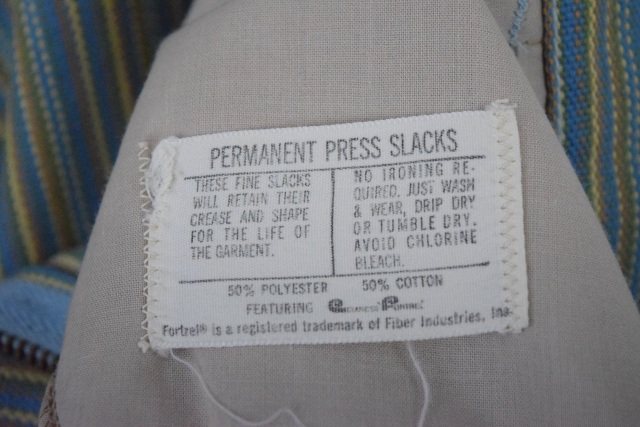 PERMANENT PRESS SLACKS
THESE FINE SLACKS
WILL RETAIN THEIR
CREASE AND SHAPE
FOR THE LIFE OF
THE GARMENT.
NO IRONING RE-
QUIRED. JUST WASH
& WEAR, DRIP DRY
OR TUMBLE DRY.
AVOID CHLORINE
BLEACH.
50% POLYESTER 50% COTTON
FEATURING Celanese® Fortrel®
Fortrel® is a registered trademark of Fiber Industries, Inc.